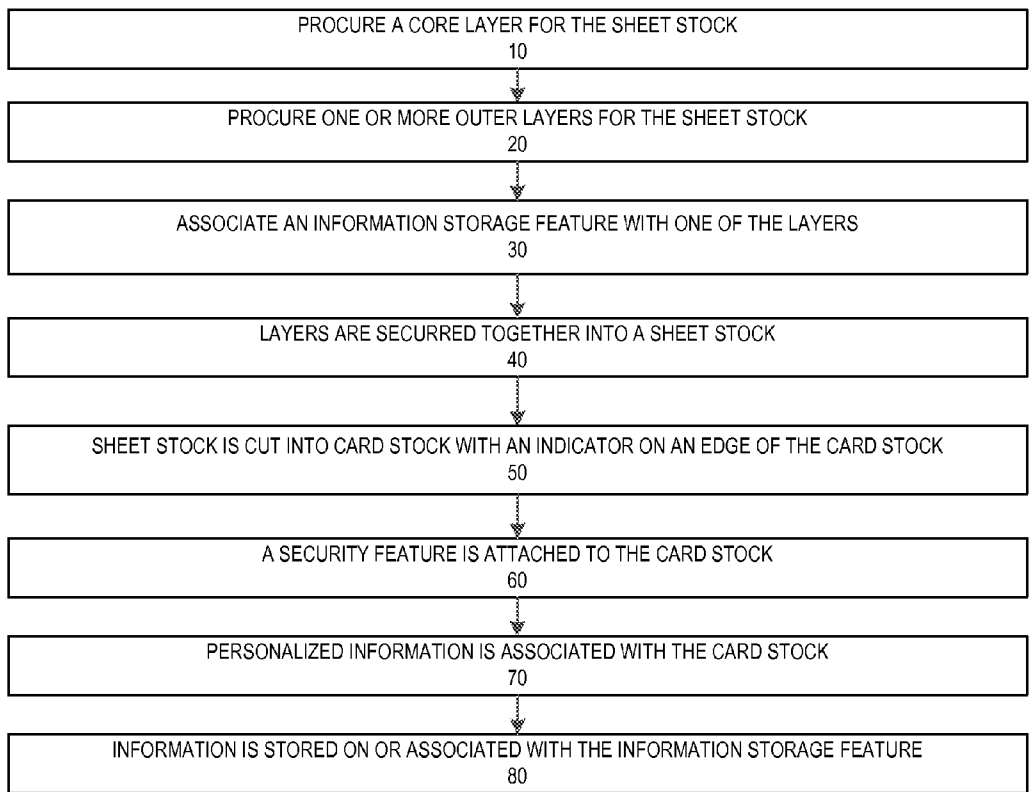 PROCURE A CORE LAYER FOR THE SHEET STOCK
10
PROCURE ONE OR MORE OUTER LAYERS FOR THE SHEET STOCK
20
ASSOCIATE AN INFORMATION STORAGE FEATURE WITH ONE OF THE LAYERS
30
LAYERS ARE SECURRED TOGETHER INTO A SHEET STOCK
40
SHEET STOCK IS CUT INTO CARD STOCK WITH AN INDICATOR ON AN EDGE OF THE CARD STOCK
50
A SECURITY FEATURE IS ATTACHED TO THE CARD STOCK
60
PERSONALIZED INFORMATION IS ASSOCIATED WITH THE CARD STOCK
70
INFORMATION IS STORED ON OR ASSOCIATED WITH THE INFORMATION STORAGE FEATURE
80